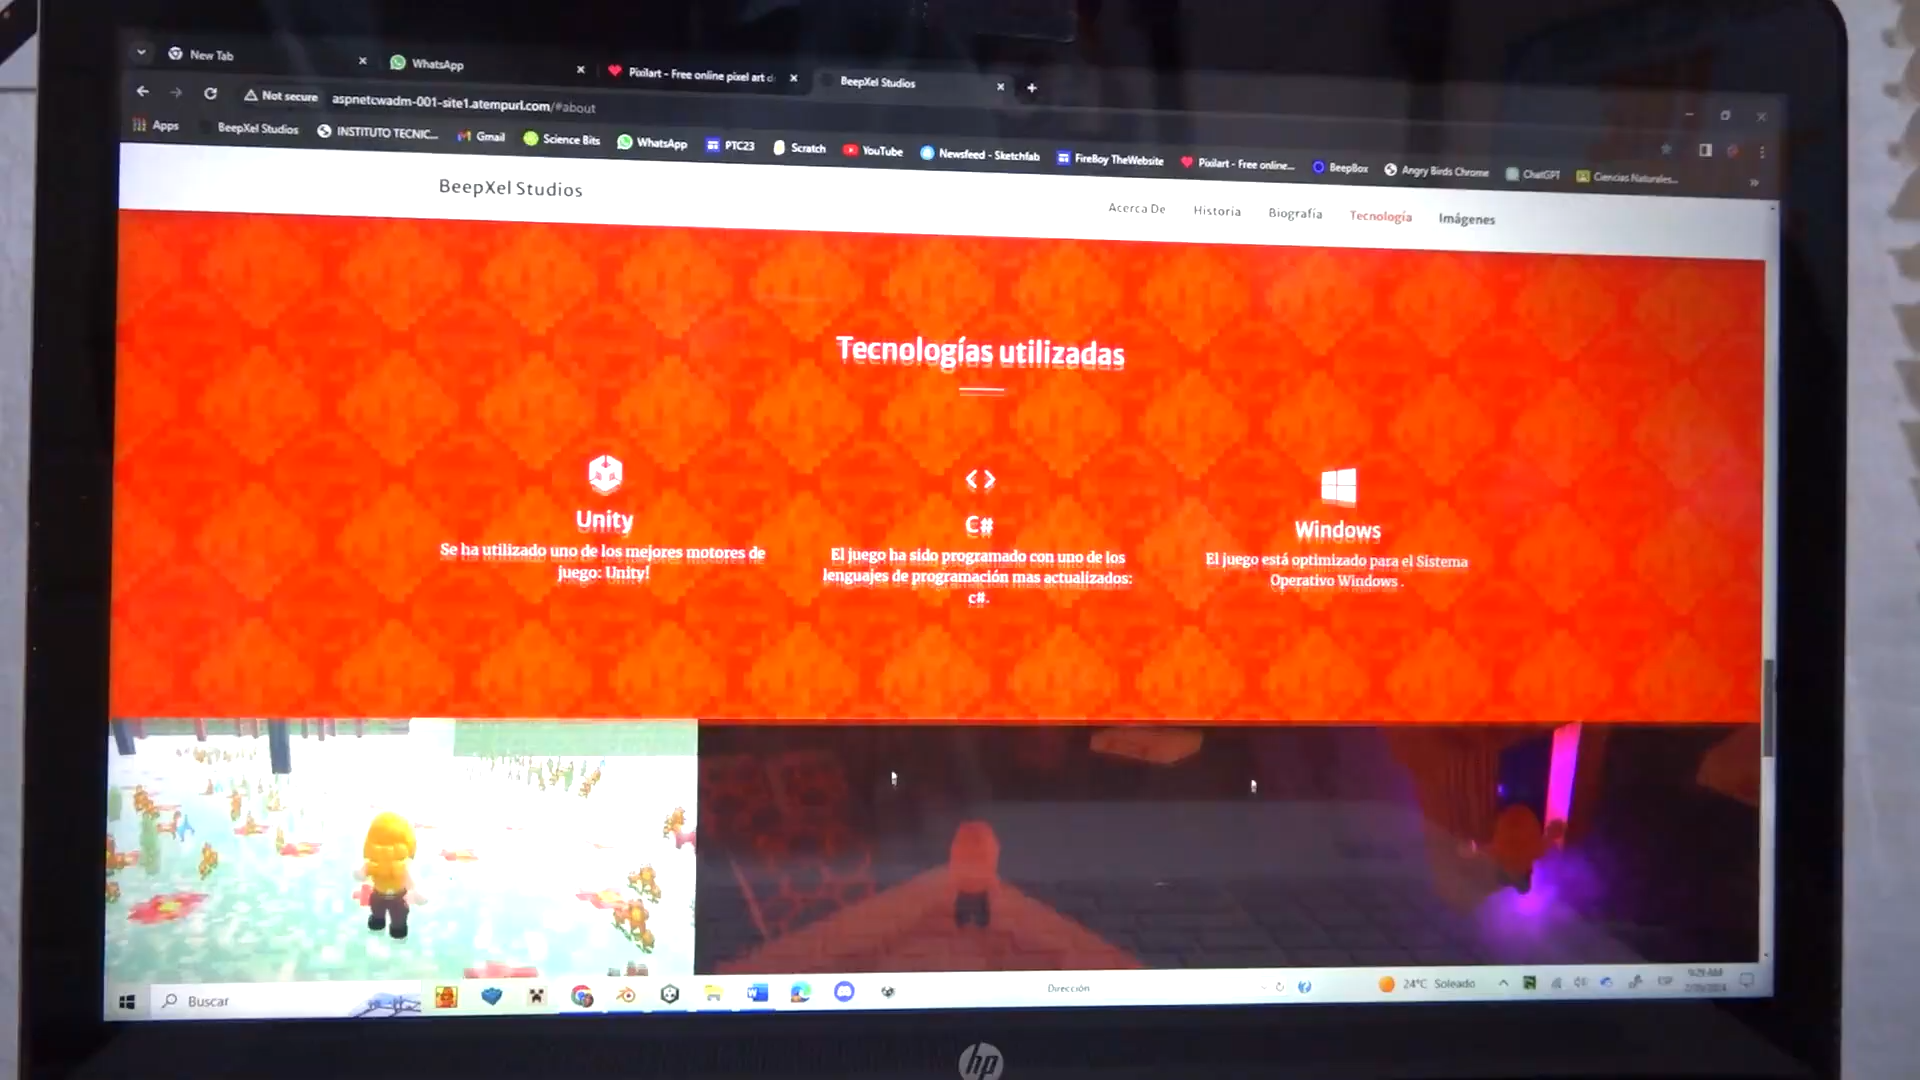 New Tab
WhatsApp
Pixilart - Free online pixel art d
BeepXel Studios
Not secure aspnetcwadm-001-site1.atempurl.com/#about
Apps BeepXel Studios INSTITUTO TECNIC... Gmail Science Bits WhatsApp PTC23 Scratch YouTube Newsfeed - Sketchfab FireBoy TheWebsite Pixilart - Free online... BeepBox Angry Birds Chrome ChatGPT Ciencias Naturales...
BeepXel Studios
Acerca De Historia Biografía Tecnología Imágenes
Tecnologías utilizadas
Unity
Se ha utilizado uno de los mejores motores de
juego: Unity!
C#
El juego ha sido programado con uno de los
lenguajes de programación mas actualizados:
c#.
Windows
El juego está optimizado para el Sistema
Operativo Windows .
Buscar
Dirección
24°C Soleado
ESP
9:29 AM
hp